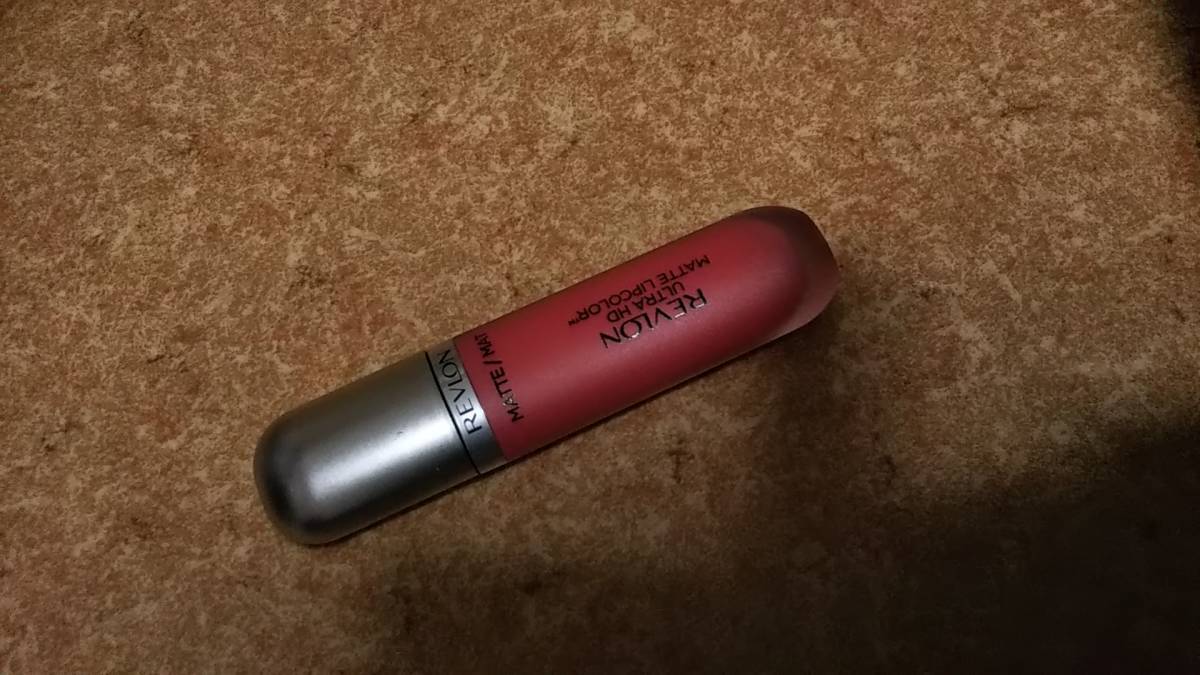 REVLON
ULTRA HD
MATTE LIPCOLOR™
MATTE/MAT
REVLON